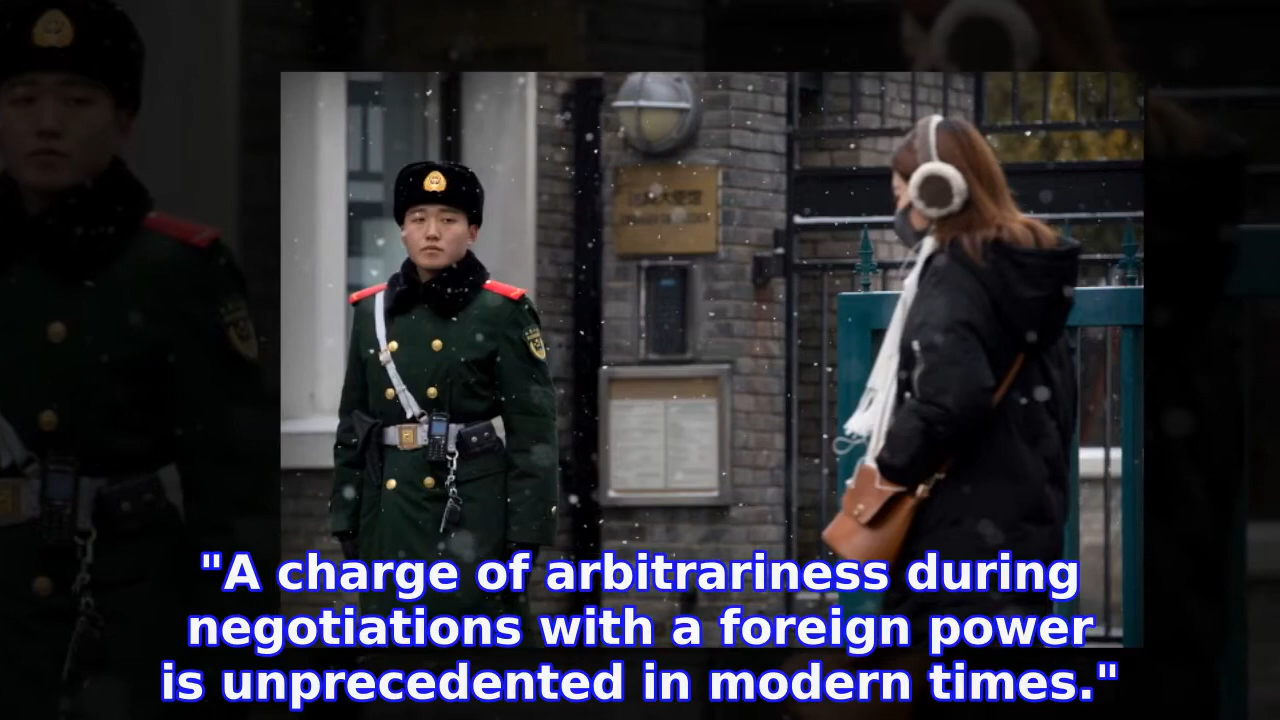 "A charge of arbitrariness during
negotiations with a foreign power
is unprecedented in modern times."